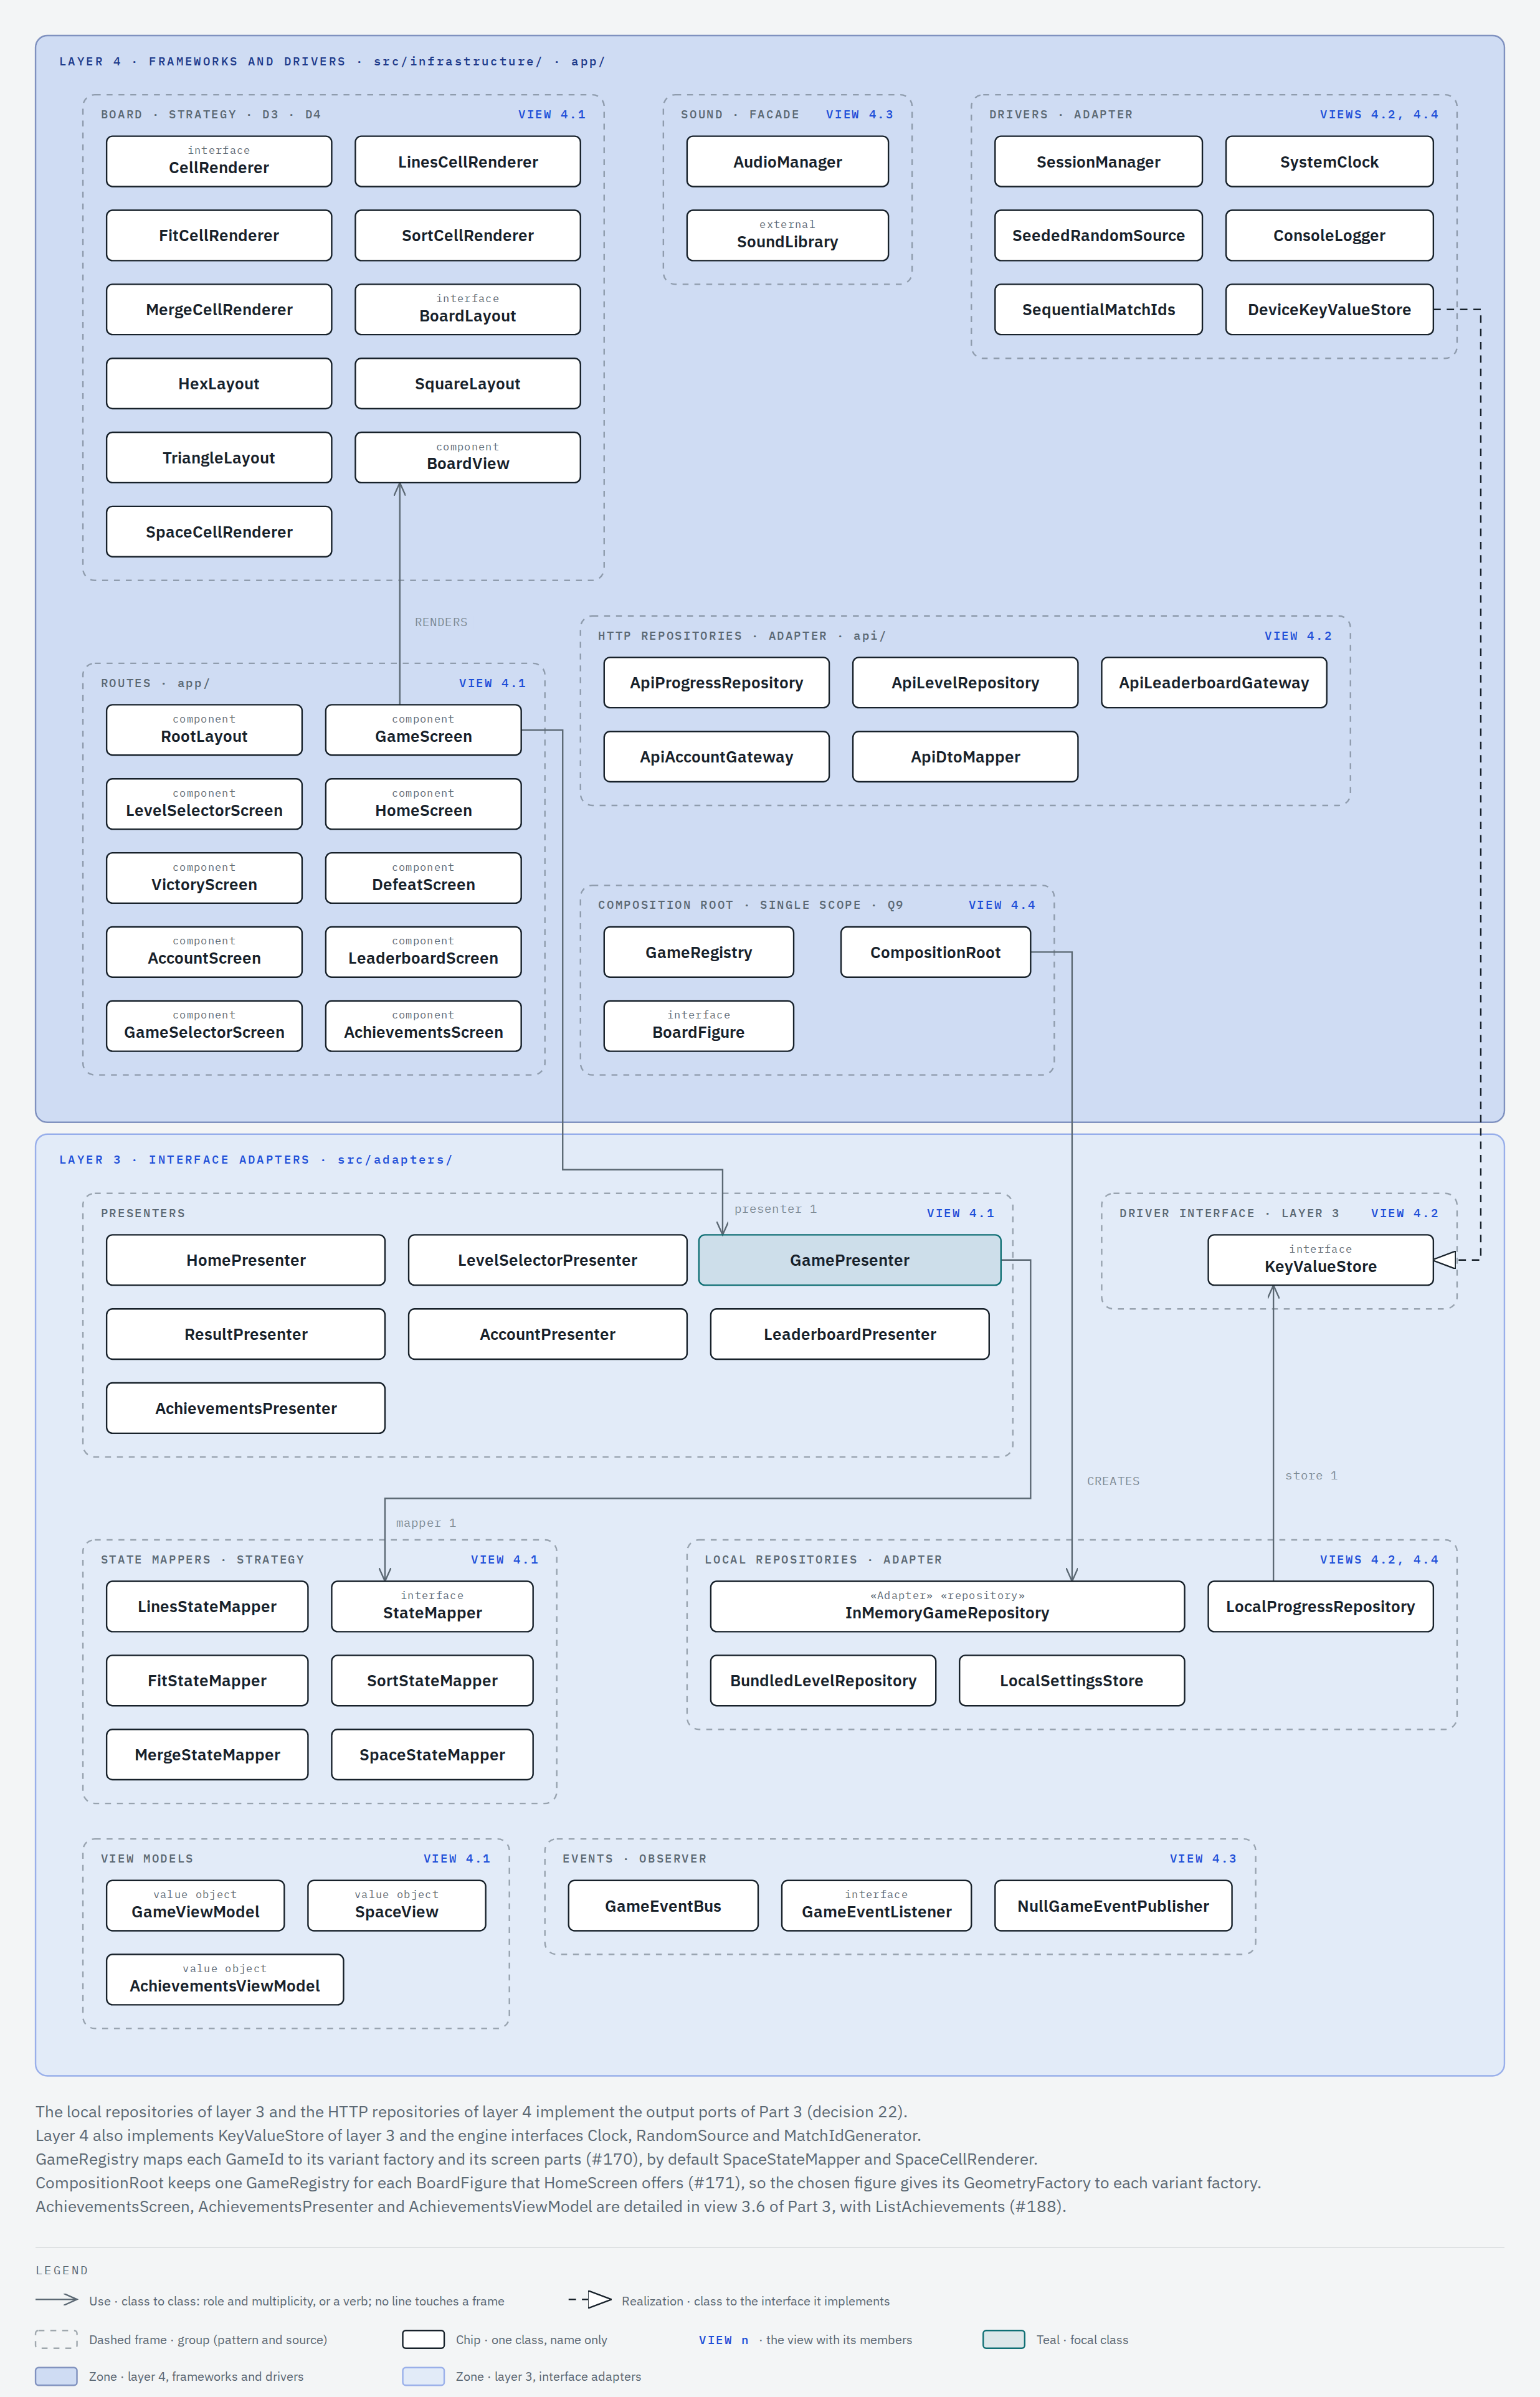 LAYER 4 · FRAMEWORKS AND DRIVERS · src/infrastructure/ · app/
BOARD · STRATEGY · D3 · D4
VIEW 4.1
interface
CellRenderer
LinesCellRenderer
FitCellRenderer
SortCellRenderer
MergeCellRenderer
interface
BoardLayout
HexLayout
SquareLayout
TriangleLayout
component
BoardView
SpaceCellRenderer
SOUND · FACADE
VIEW 4.3
AudioManager
external
SoundLibrary
DRIVERS · ADAPTER
VIEWS 4.2, 4.4
SessionManager
SystemClock
SeededRandomSource
ConsoleLogger
SequentialMatchIds
DeviceKeyValueStore
RENDERS
ROUTES · app/
VIEW 4.1
component
RootLayout
component
GameScreen
component
LevelSelectorScreen
component
HomeScreen
component
VictoryScreen
component
DefeatScreen
component
AccountScreen
component
LeaderboardScreen
component
GameSelectorScreen
component
AchievementsScreen
HTTP REPOSITORIES · ADAPTER · api/
VIEW 4.2
ApiProgressRepository
ApiLevelRepository
ApiLeaderboardGateway
ApiAccountGateway
ApiDtoMapper
COMPOSITION ROOT · SINGLE SCOPE · Q9
VIEW 4.4
GameRegistry
CompositionRoot
interface
BoardFigure
LAYER 3 · INTERFACE ADAPTERS · src/adapters/
PRESENTERS
VIEW 4.1
presenter 1
HomePresenter
LevelSelectorPresenter
GamePresenter
ResultPresenter
AccountPresenter
LeaderboardPresenter
AchievementsPresenter
DRIVER INTERFACE · LAYER 3
VIEW 4.2
interface
KeyValueStore
CREATES
store 1
mapper 1
STATE MAPPERS · STRATEGY
VIEW 4.1
LinesStateMapper
interface
StateMapper
FitStateMapper
SortStateMapper
MergeStateMapper
SpaceStateMapper
LOCAL REPOSITORIES · ADAPTER
VIEWS 4.2, 4.4
«Adapter» «repository»
InMemoryGameRepository
LocalProgressRepository
BundledLevelRepository
LocalSettingsStore
VIEW MODELS
VIEW 4.1
value object
GameViewModel
value object
SpaceView
value object
AchievementsViewModel
EVENTS · OBSERVER
VIEW 4.3
GameEventBus
interface
GameEventListener
NullGameEventPublisher
The local repositories of layer 3 and the HTTP repositories of layer 4 implement the output ports of Part 3 (decision 22).
Layer 4 also implements KeyValueStore of layer 3 and the engine interfaces Clock, RandomSource and MatchIdGenerator.
GameRegistry maps each GameId to its variant factory and its screen parts (#170), by default SpaceStateMapper and SpaceCellRenderer.
CompositionRoot keeps one GameRegistry for each BoardFigure that HomeScreen offers (#171), so the chosen figure gives its GeometryFactory to each variant factory.
AchievementsScreen, AchievementsPresenter and AchievementsViewModel are detailed in view 3.6 of Part 3, with ListAchievements (#188).
LEGEND
Use · class to class: role and multiplicity, or a verb; no line touches a frame
Realization · class to the interface it implements
Dashed frame · group (pattern and source)
Chip · one class, name only
VIEW n · the view with its members
Teal · focal class
Zone · layer 4, frameworks and drivers
Zone · layer 3, interface adapters